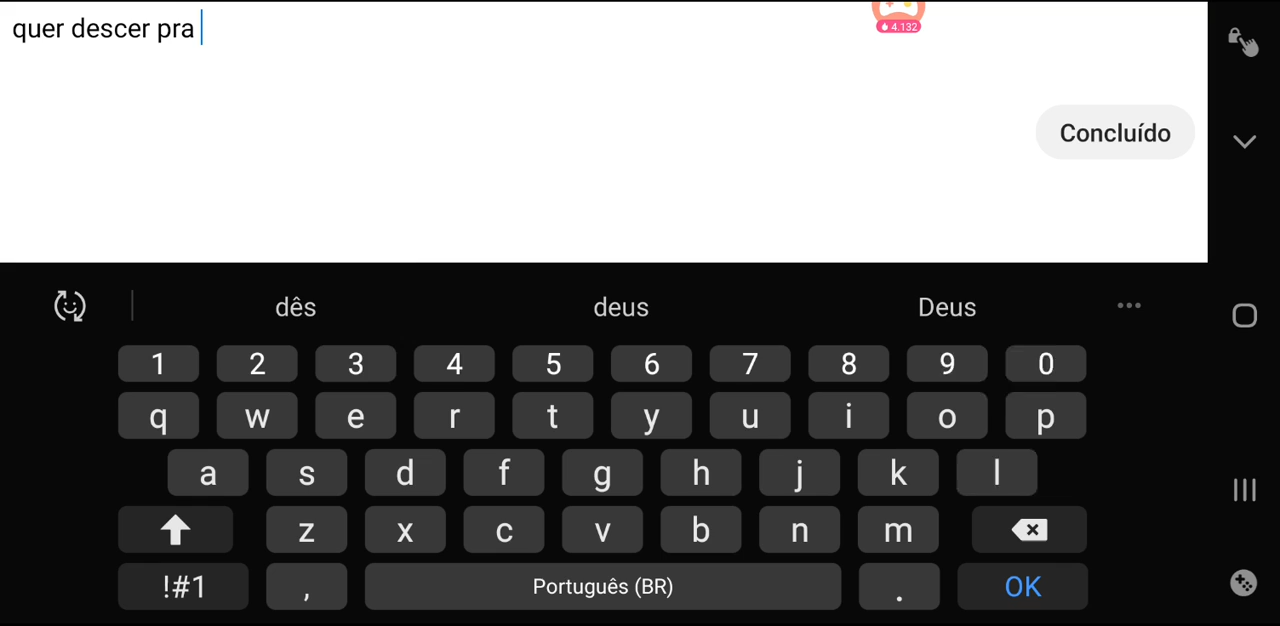 quer descer pra
4.132
Concluído
dês deus Deus
1 2 3 4 5 6 7 8 9 0
q w e r t y u i o p
a s d f g h j k l
z x c v b n m
!#1 , Português (BR) . OK